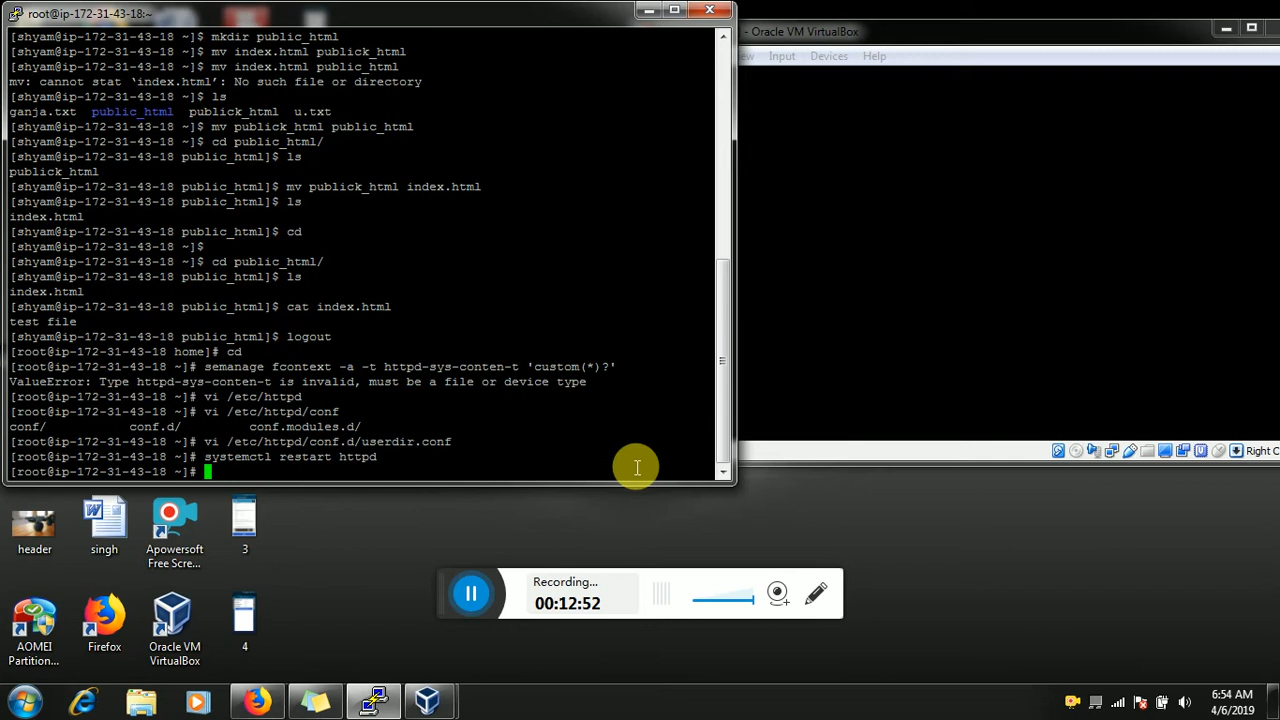 root@ip-172-31-43-18:~
[shyam@ip-172-31-43-18 ~]$ mkdir public_html
[shyam@ip-172-31-43-18 ~]$ mv index.html publick_html
[shyam@ip-172-31-43-18 ~]$ mv index.html public_html
mv: cannot stat ‘index.html’: No such file or directory
[shyam@ip-172-31-43-18 ~]$ ls
ganja.txt public_html publick_html u.txt
[shyam@ip-172-31-43-18 ~]$ mv publick_html public_html
[shyam@ip-172-31-43-18 ~]$ cd public_html/
[shyam@ip-172-31-43-18 public_html]$ ls
publick_html
[shyam@ip-172-31-43-18 public_html]$ mv publick_html index.html
[shyam@ip-172-31-43-18 public_html]$ ls
index.html
[shyam@ip-172-31-43-18 public_html]$ cd
[shyam@ip-172-31-43-18 ~]$
[shyam@ip-172-31-43-18 ~]$ cd public_html/
[shyam@ip-172-31-43-18 public_html]$ ls
index.html
[shyam@ip-172-31-43-18 public_html]$ cat index.html
test file
[shyam@ip-172-31-43-18 public_html]$ logout
[root@ip-172-31-43-18 home]# cd
[root@ip-172-31-43-18 ~]# semanage fcontext -a -t httpd-sys-conten-t 'custom(*)?'
ValueError: Type httpd-sys-conten-t is invalid, must be a file or device type
[root@ip-172-31-43-18 ~]# vi /etc/httpd
[root@ip-172-31-43-18 ~]# vi /etc/httpd/conf
conf/ conf.d/ conf.modules.d/
[root@ip-172-31-43-18 ~]# vi /etc/httpd/conf.d/userdir.conf
[root@ip-172-31-43-18 ~]# systemctl restart httpd
[root@ip-172-31-43-18 ~]#
- Oracle VM VirtualBox
Input Devices Help
Right C
header
singh
Apowersoft
Free Scre...
3
Recording...
00:12:52
AOMEI
Partition...
Firefox
Oracle VM
VirtualBox
4
6:54 AM
4/6/2019